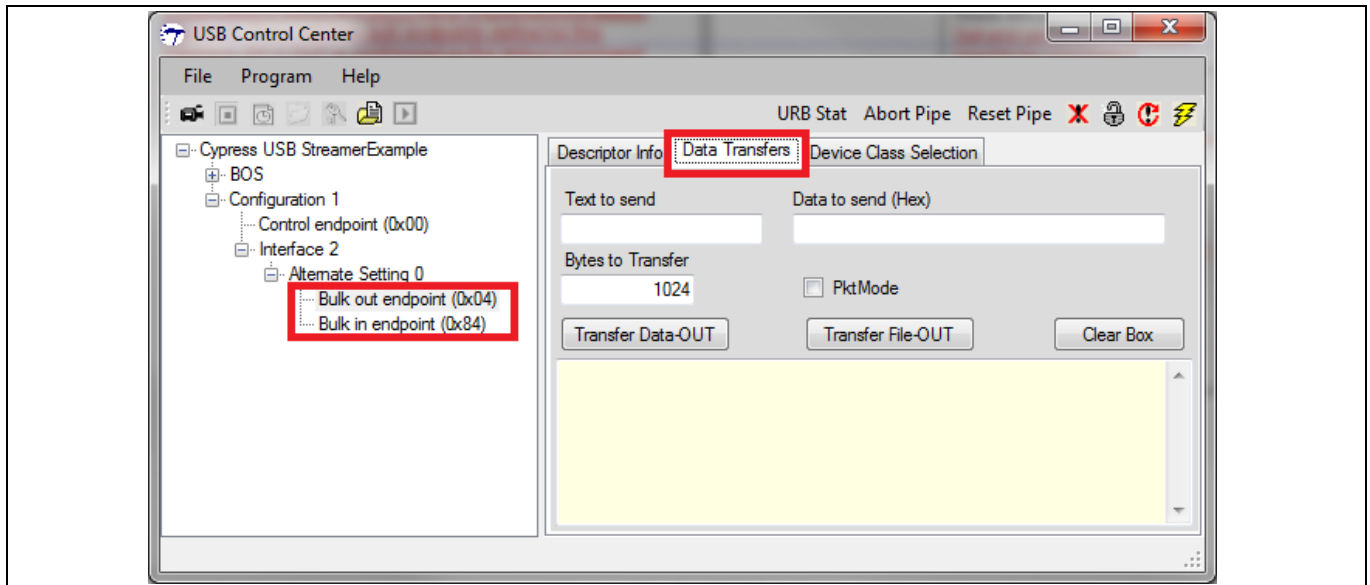 USB Control Center
File Program Help
URB Stat Abort Pipe Reset Pipe
Cypress USB StreamerExample
BOS
Configuration 1
Control endpoint (0x00)
Interface 2
Alternate Setting 0
Bulk out endpoint (0x04)
Bulk in endpoint (0x84)
Descriptor Info Data Transfers Device Class Selection
Text to send Data to send (Hex)
Bytes to Transfer
1024 PktMode
Transfer Data-OUT Transfer File-OUT Clear Box